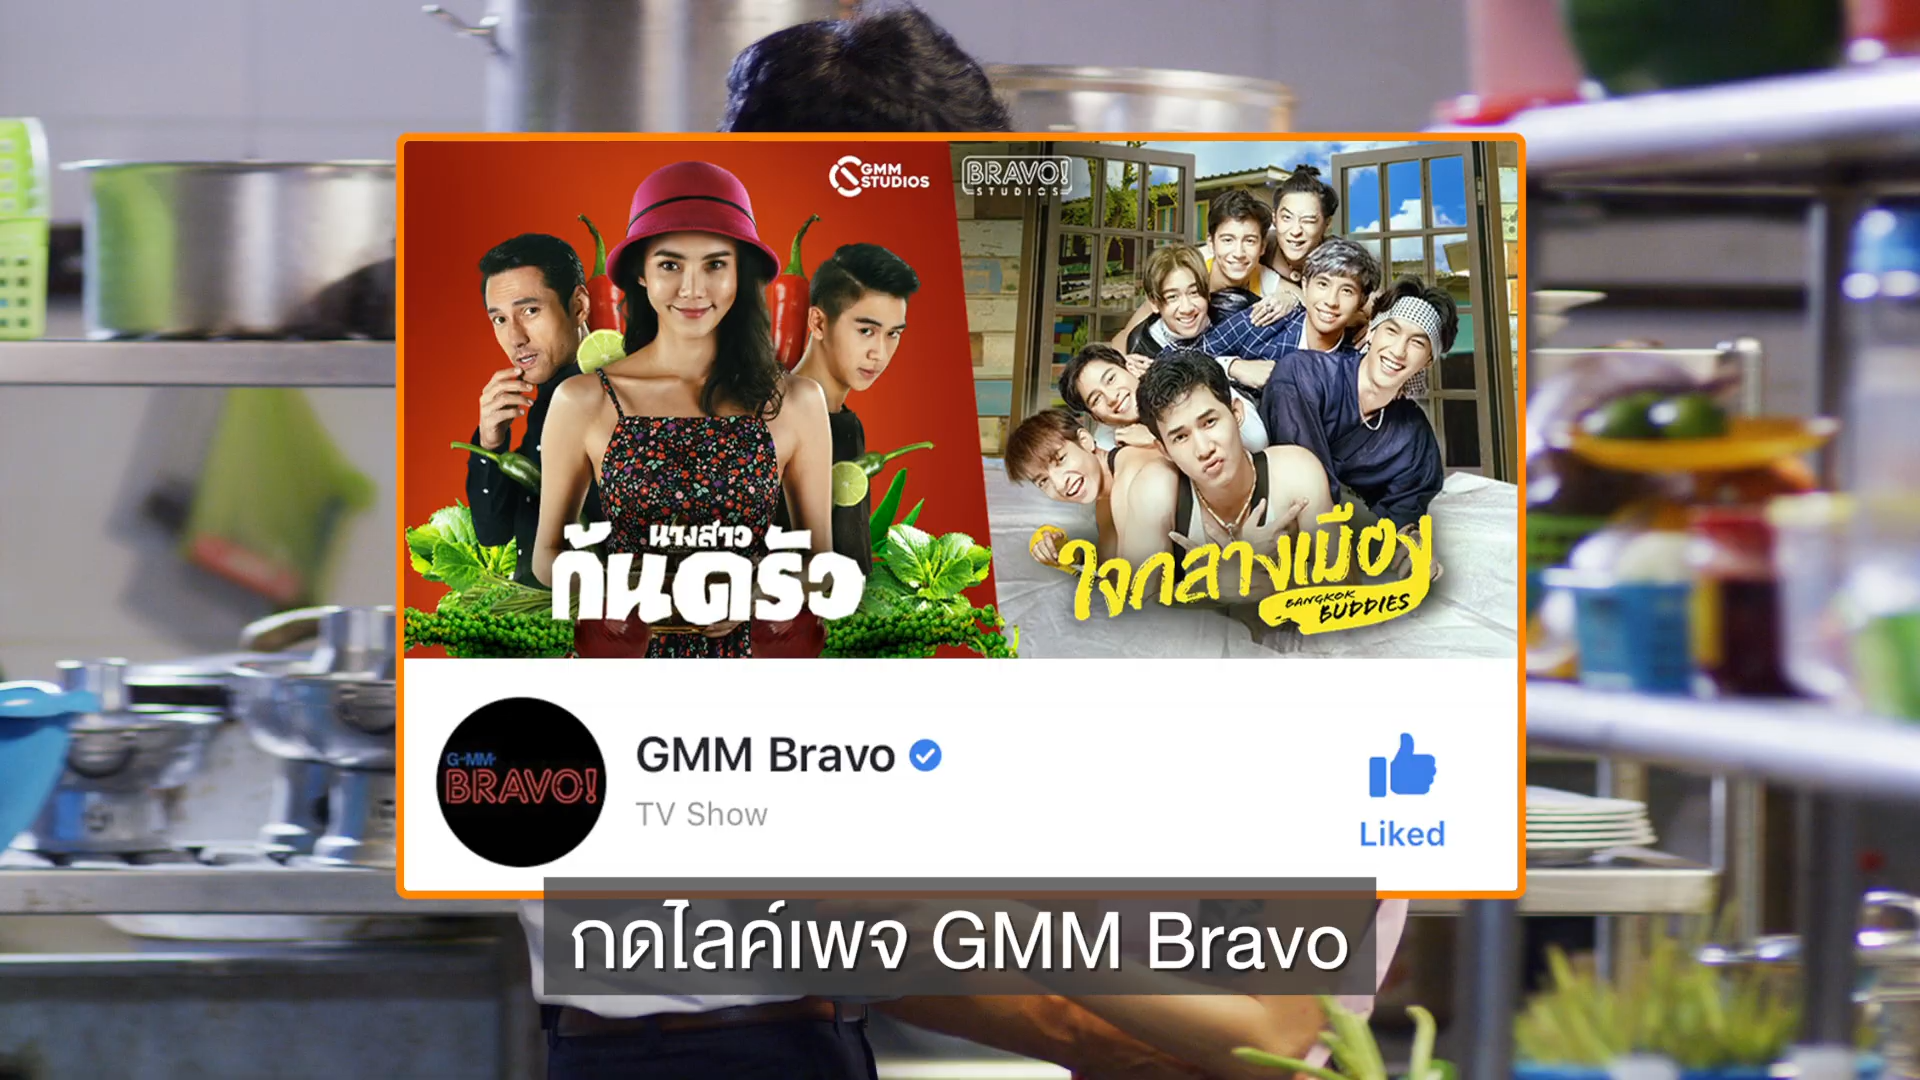 GMM
STUDIOS
BRAVO!
STUDIOS
นางสาว
ก้นครัว
ใจกลางเมือง
BANGKOK
BUDDIES
G-MM-
BRAVO!
GMM Bravo
TV Show
Liked
กดไลค์เพจ GMM Bravo